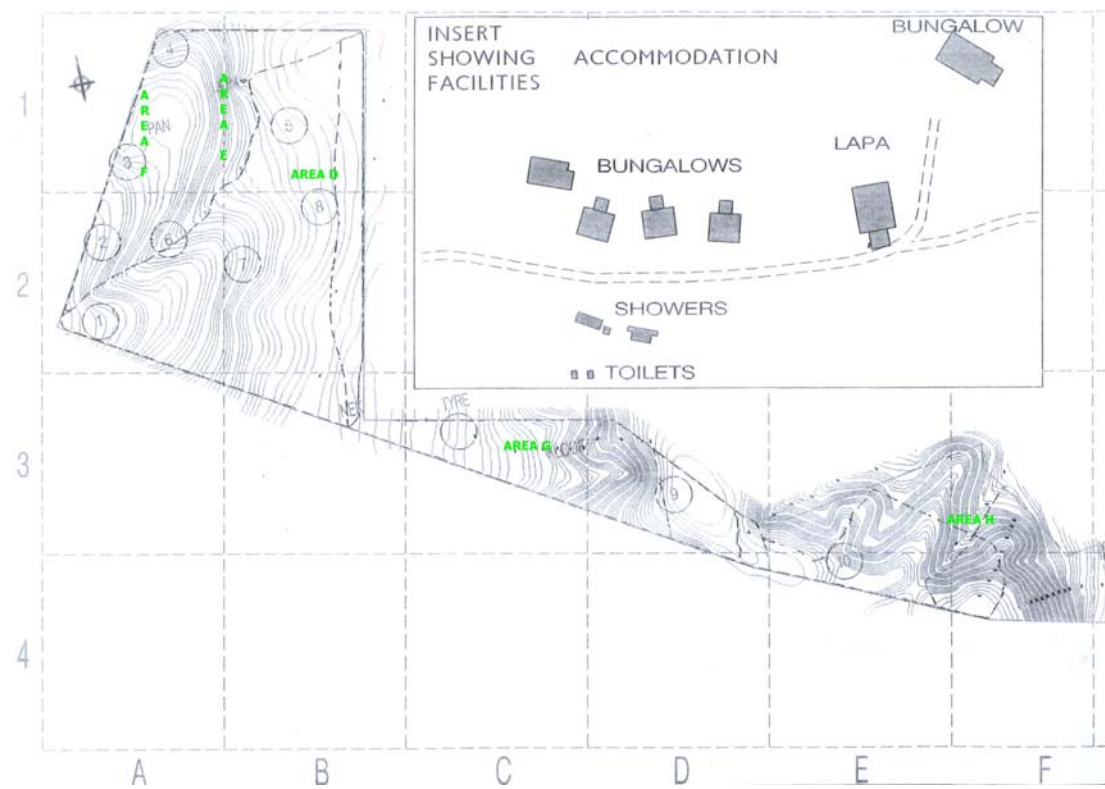 INSERT
SHOWING
FACILITIES
ACCOMMODATION
BUNGALOW
LAPA
BUNGALOWS
SHOWERS
TOILETS
1
2
3
4
A
B
C
D
E
F
4
AREA F
PAN
AREA E
5
3
AREA D
8
2
6
7
1
NEK
TYRE
AREA G
9
AREA H
10